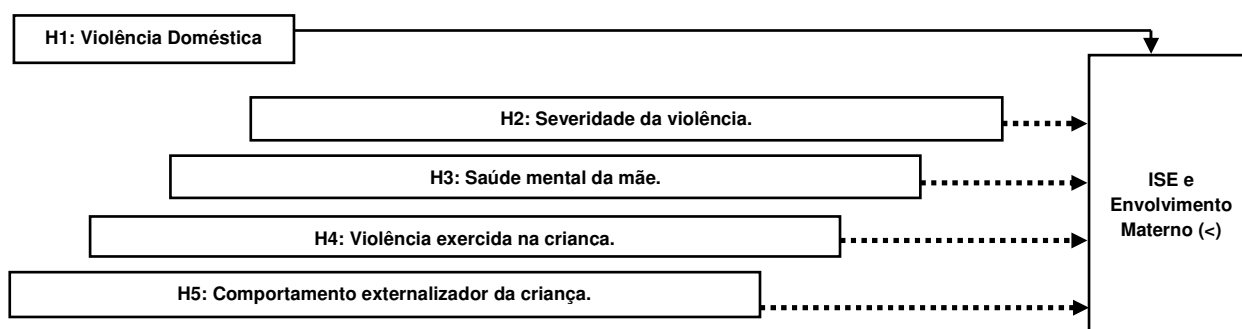 H1: Violência Doméstica
H2: Severidade da violência.
H3: Saúde mental da mãe.
H4: Violência exercida na crianca.
H5: Comportamento externalizador da criança.
ISE e
Envolvimento
Materno (<)